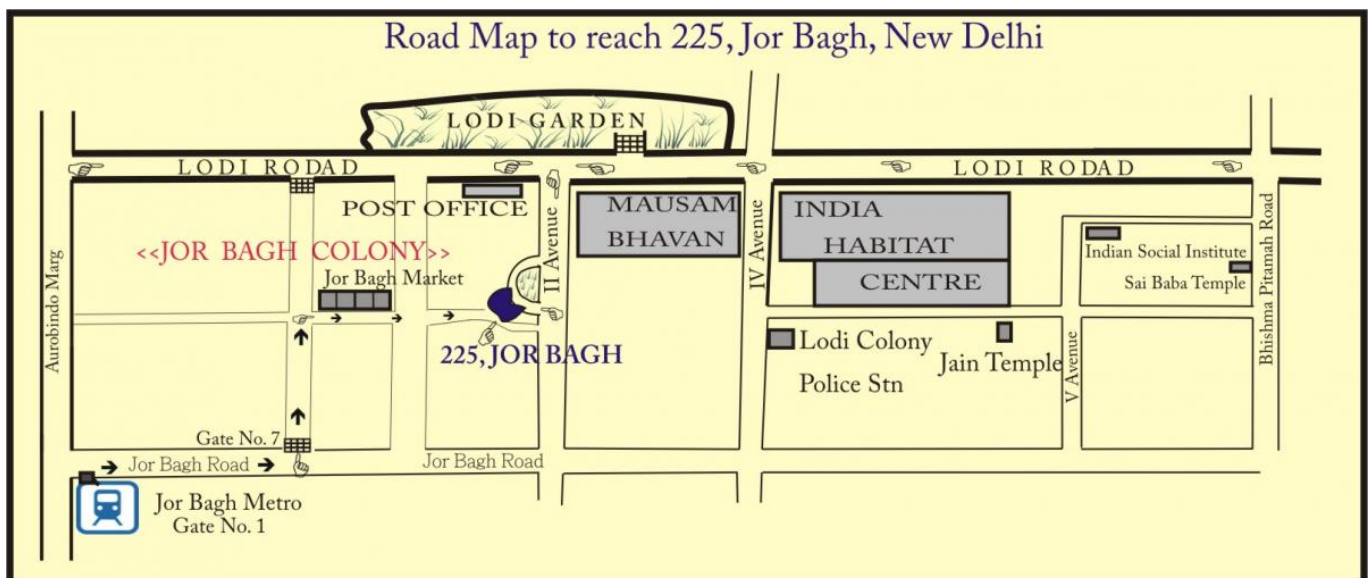 Road Map to reach 225, Jor Bagh, New Delhi
LODI GARDEN
LODI RODAD
LODI RODAD
POST OFFICE
MAUSAM
BHAVAN
INDIA
HABITAT
CENTRE
II Avenue
IV Avenue
Indian Social Institute
Sai Baba Temple
Bhishma Pitamah Road
<<JOR BAGH COLONY>>
Jor Bagh Market
Aurobindo Marg
225, JOR BAGH
Lodi Colony
Police Stn
Jain Temple
V Avenue
Gate No. 7
Jor Bagh Road
Jor Bagh Road
Jor Bagh Metro
Gate No. 1